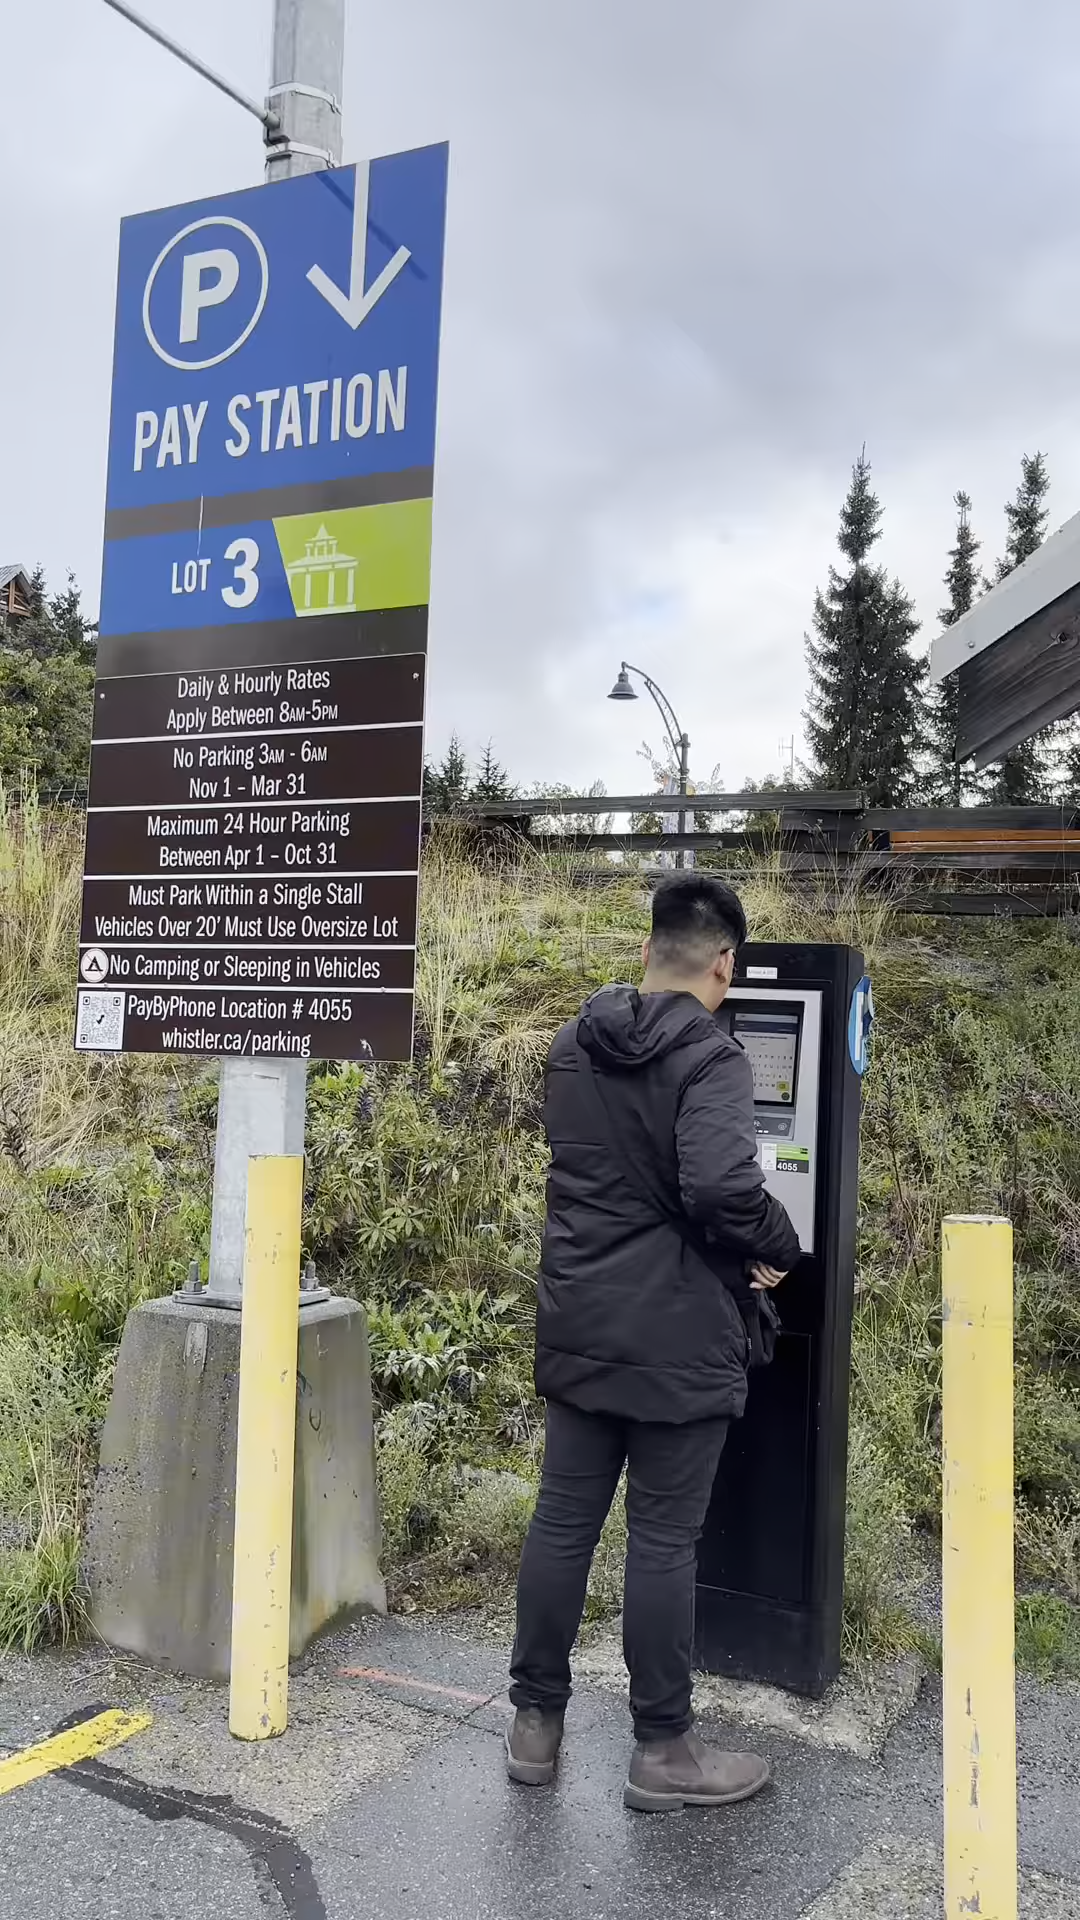 P
PAY STATION
LOT 3
Daily & Hourly Rates
Apply Between 8AM-5PM
No Parking 3AM - 6AM
Nov 1 - Mar 31
Maximum 24 Hour Parking
Between Apr 1 - Oct 31
Must Park Within a Single Stall
Vehicles Over 20' Must Use Oversize Lot
No Camping or Sleeping in Vehicles
PayByPhone Location # 4055
whistler.ca/parking
4055